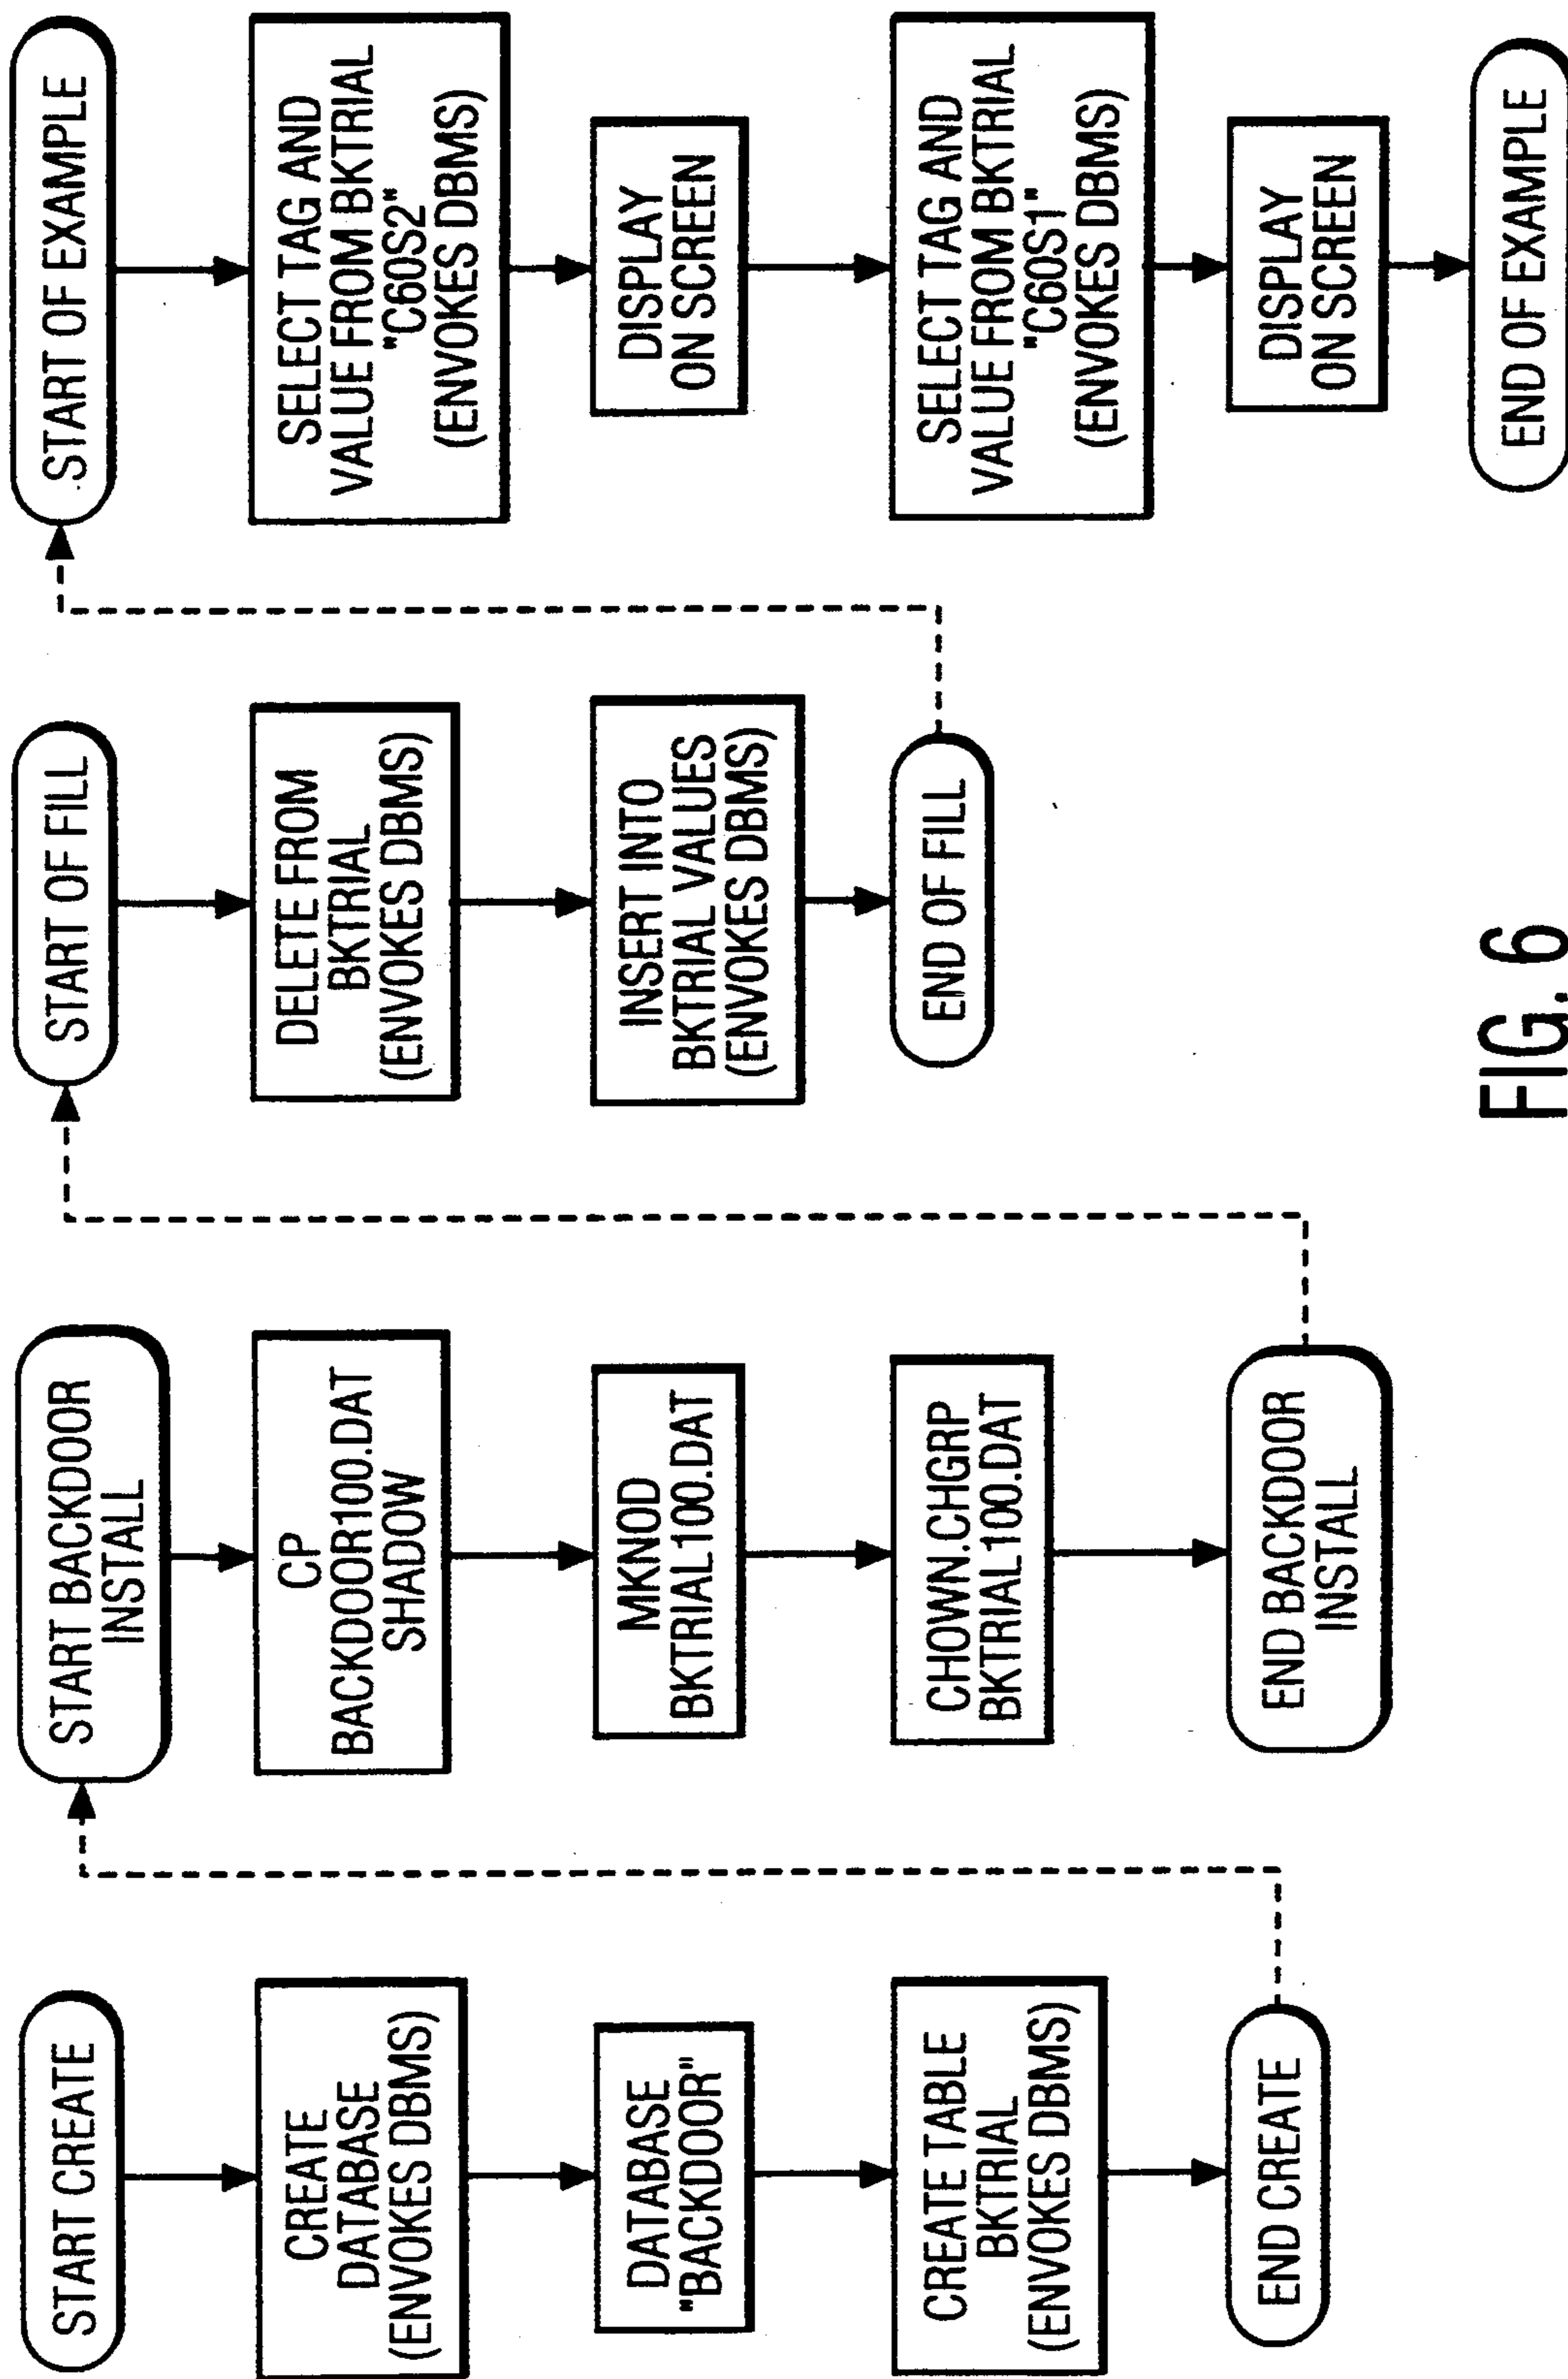 START CREATE
CREATE
DATABASE
(ENVOKES DBMS)
DATABASE
"BACKDOOR"
CREATE TABLE
BKTRIAL
(ENVOKES DBMS)
END CREATE
START BACKDOOR
INSTALL
CP
BACKDOOR100.DAT
SHADOW
MKNOD
BKTRIAL100.DAT
CHOWN.CHGRP
BKTRIAL100.DAT
END BACKDOOR
INSTALL
START OF FILL
DELETE FROM
BKTRIAL
(ENVOKES DBMS)
INSERT INTO
BKTRIAL VALUES
(ENVOKES DBMS)
END OF FILL
START OF EXAMPLE
SELECT TAG AND
VALUE FROM BKTRIAL
"C60S2"
(ENVOKES DBMS)
DISPLAY
ON SCREEN
SELECT TAG AND
VALUE FROM BKTRIAL
"C60S1"
(ENVOKES DBMS)
DISPLAY
ON SCREEN
END OF EXAMPLE
FIG. 6